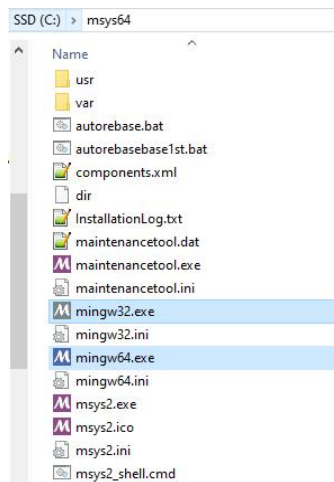 SSD (C:) > msys64
Name
usr
var
autorebase.bat
autorebasebase1st.bat
components.xml
dir
InstallationLog.txt
maintenancetool.dat
maintenancetool.exe
maintenancetool.ini
mingw32.exe
mingw32.ini
mingw64.exe
mingw64.ini
msys2.exe
msys2.ico
msys2.ini
msys2_shell.cmd